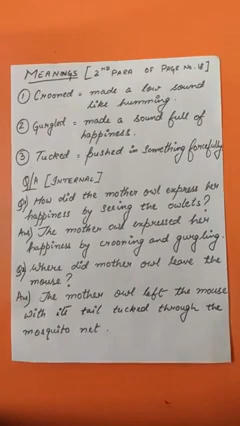 MEANINGS [2ND PARA OF PAGE NO. 18]
① Crooned = made a low sound
like humming.
② Gurgled = made a sound full of
happiness.
③ Tucked = pushed in something forcefully
Q/A [INTERNAL]
Q1) How did the mother owl express her
happiness by seeing the owlets?
Ans) The mother owl expressed her
happiness by crooning and gurgling.
Q2) Where did mother owl leave the
mouse?
Ans) The mother owl left the mouse
with its tail tucked through the
mosquito net.